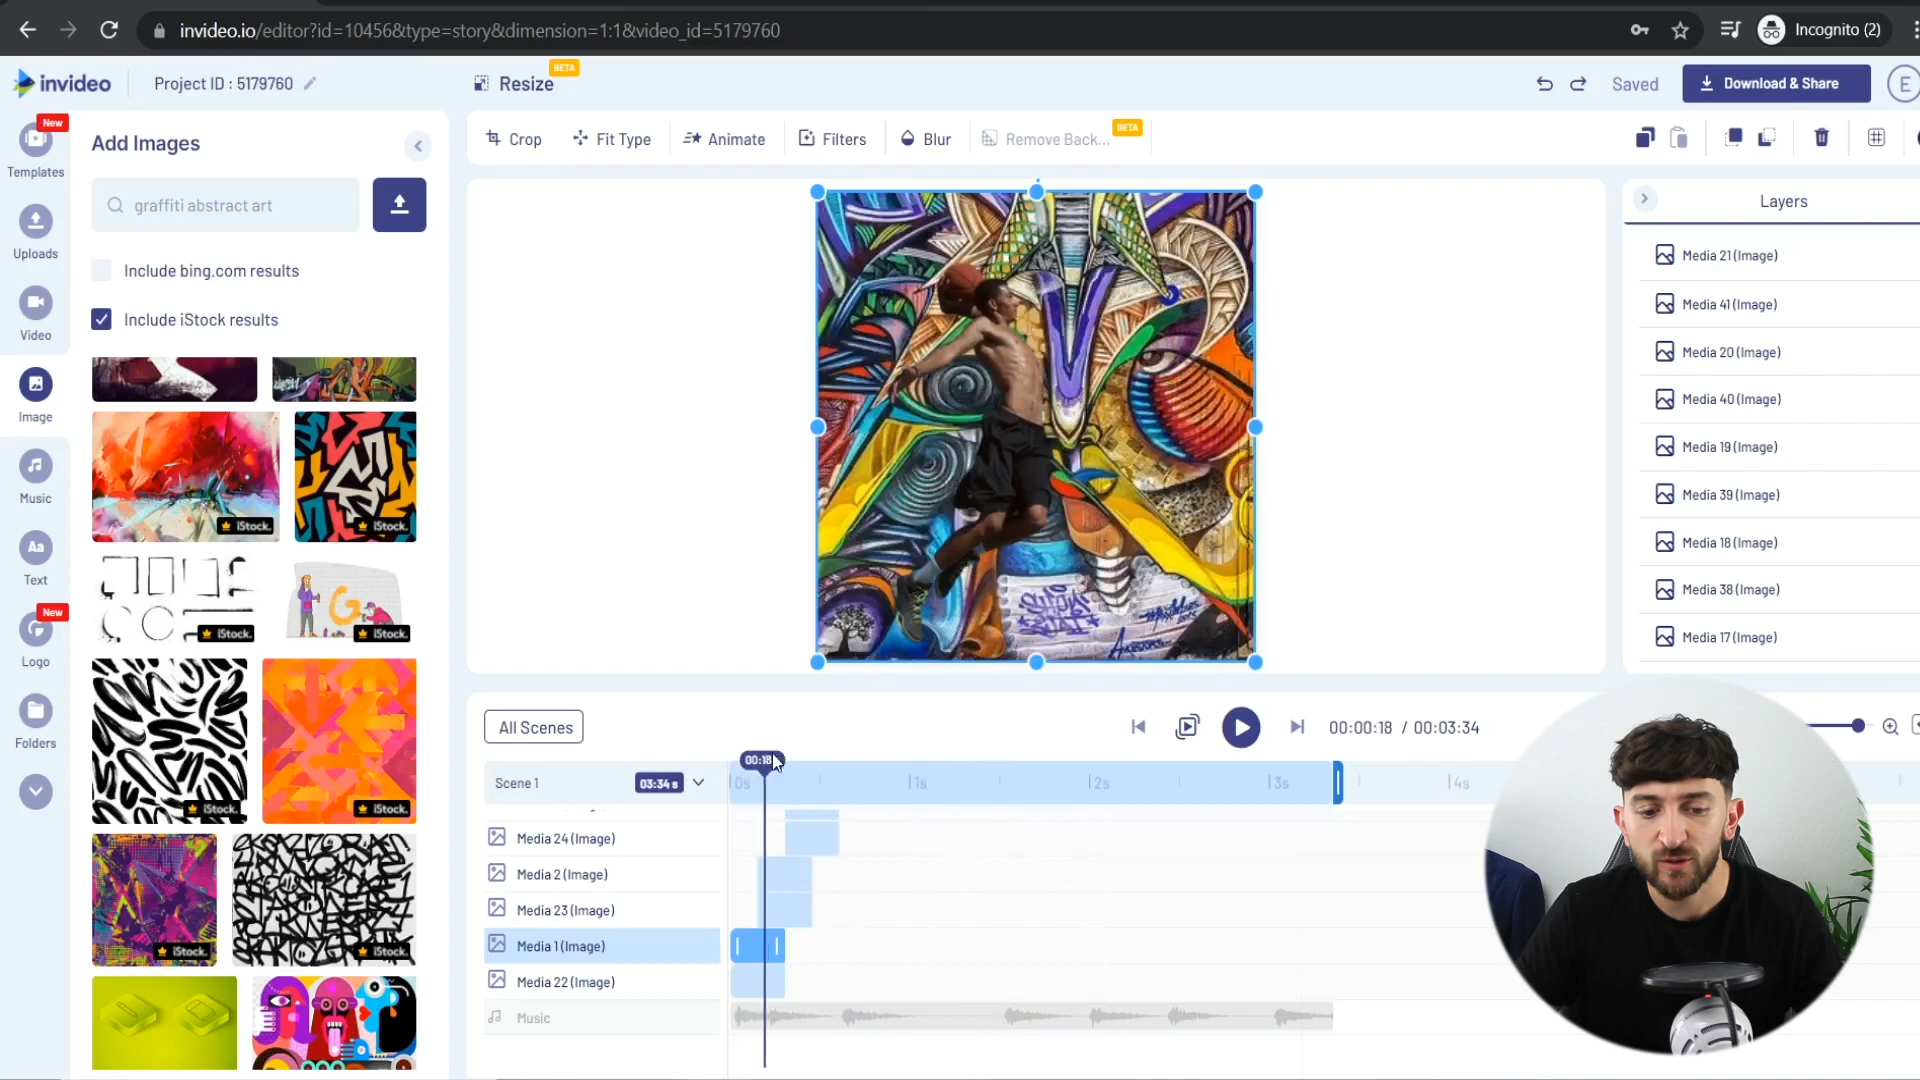 invideo.io/editor?id=10456&type=story&dimension=1:1&video_id=5179760
Incognito (2)
invideo
Project ID : 5179760
Resize
BETA
Saved
Download & Share
E
New
Templates
Uploads
Video
Image
Music
Aa
Text
New
Logo
Folders
Add Images
graffiti abstract art
Include bing.com results
Include iStock results
iStock.
iStock.
iStock.
iStock.
iStock.
iStock.
iStock.
iStock.
Crop
Fit Type
Animate
Filters
Blur
Remove Back...
BETA
Layers
Media 21 (Image)
Media 41 (Image)
Media 20 (Image)
Media 40 (Image)
Media 19 (Image)
Media 39 (Image)
Media 18 (Image)
Media 38 (Image)
Media 17 (Image)
All Scenes
00:00:18 / 00:03:34
00:18
Scene 1
03:34 s
0s
1s
2s
3s
4s
Media 24 (Image)
Media 2 (Image)
Media 23 (Image)
Media 1 (Image)
Media 22 (Image)
Music